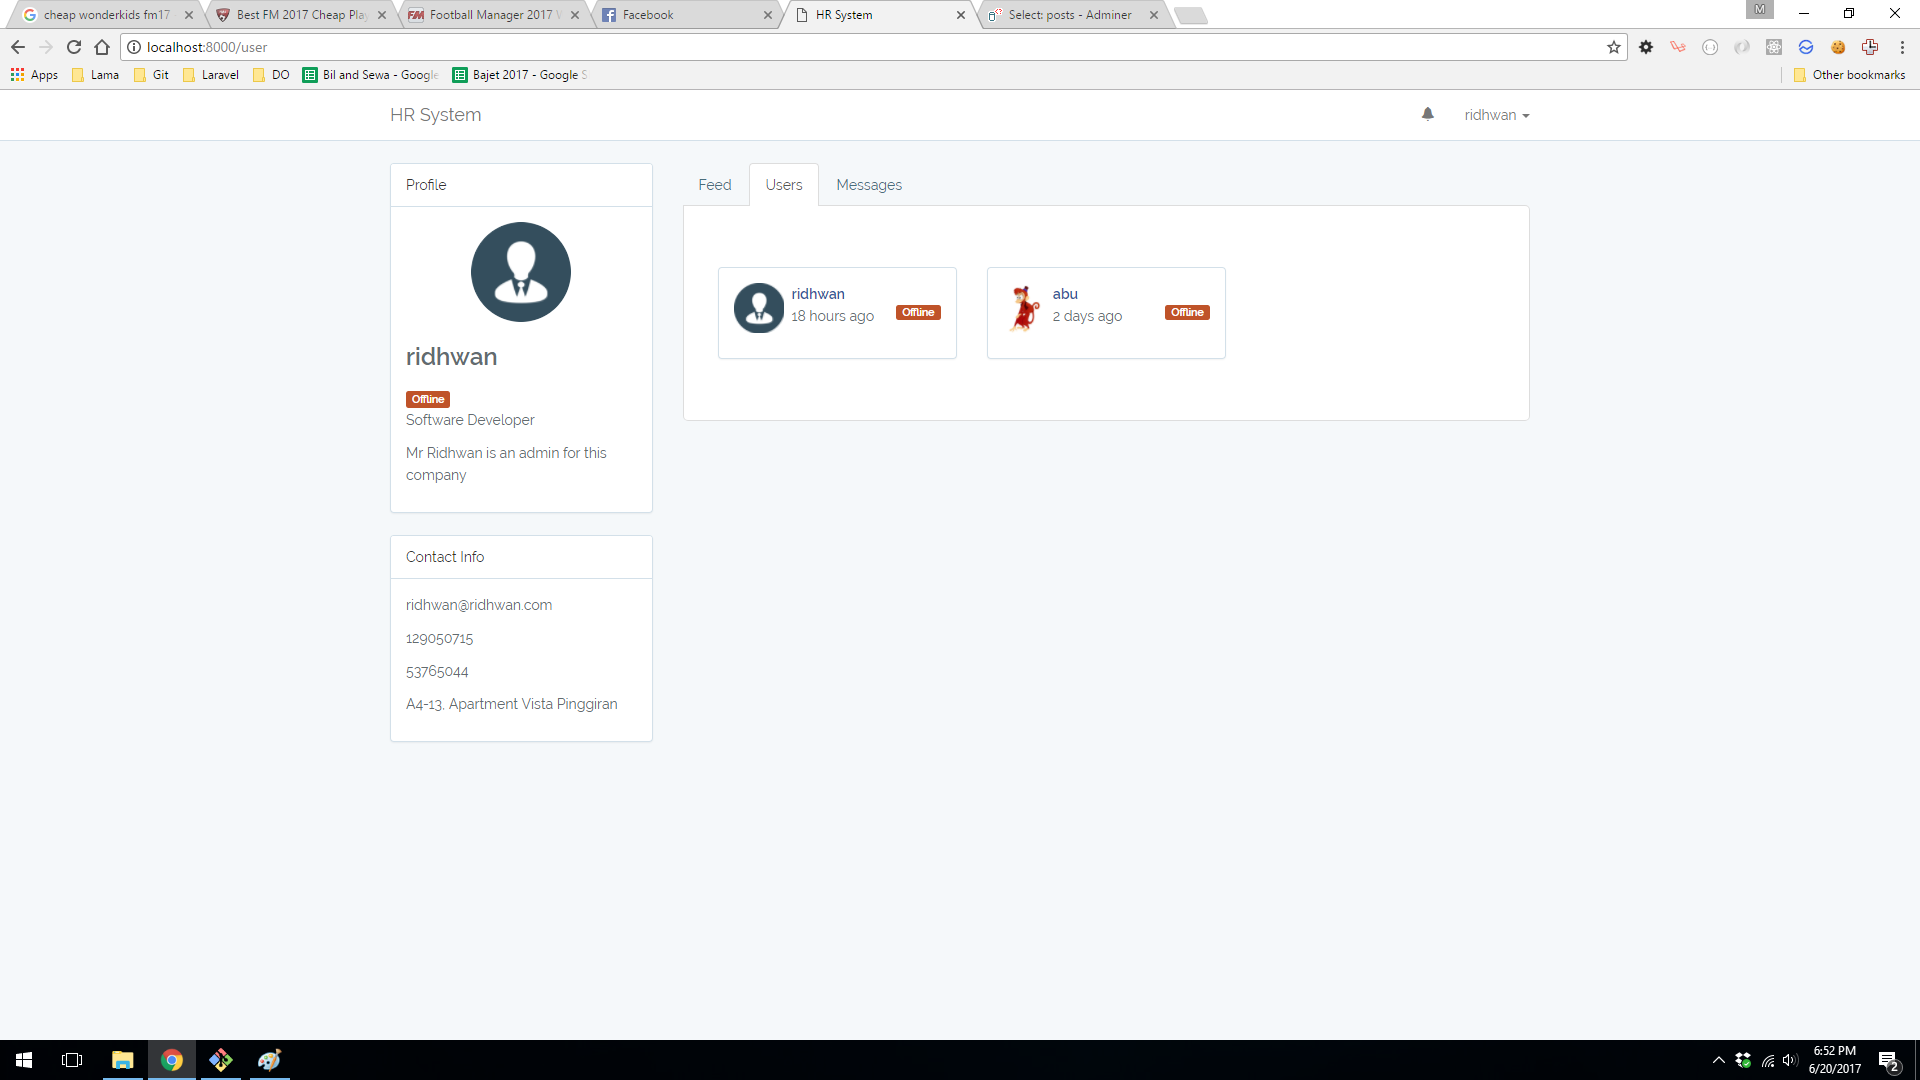 cheap wonderkids fm17
Best FM 2017 Cheap Pla
Football Manager 2017
Facebook
HR System
Select: posts - Adminer
M
localhost:8000/user
Apps
Lama
Git
Laravel
DO
Bil and Sewa - Google
Bajet 2017 - Google S
Other bookmarks
HR System
ridhwan
Profile
Feed
Users
Messages
ridhwan
18 hours ago
Offline
abu
2 days ago
Offline
ridhwan
Offline
Software Developer
Mr Ridhwan is an admin for this
company
Contact Info
ridhwan@ridhwan.com
129050715
53765044
A4-13, Apartment Vista Pinggiran
6:52 PM
6/20/2017
2